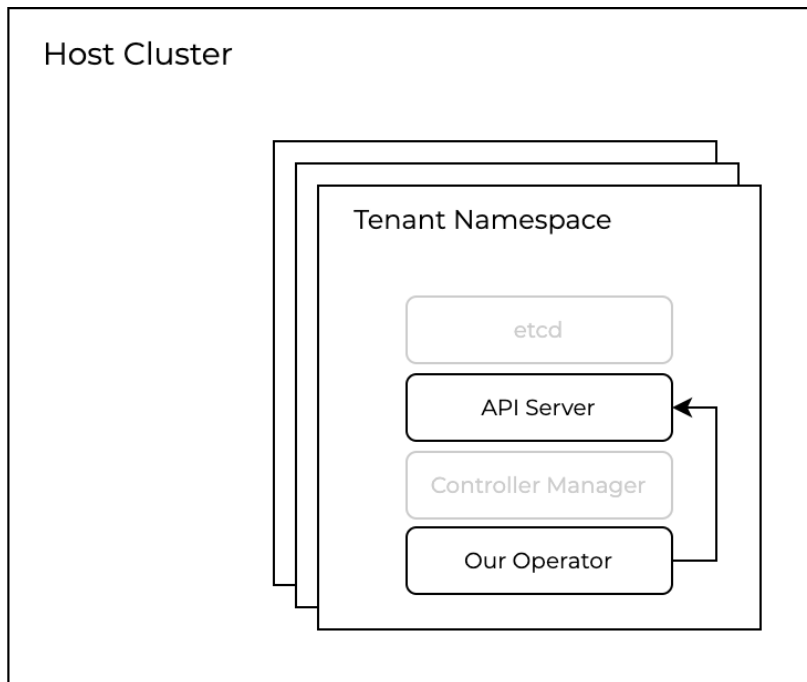 Host Cluster
Tenant Namespace
etcd
API Server
Controller Manager
Our Operator